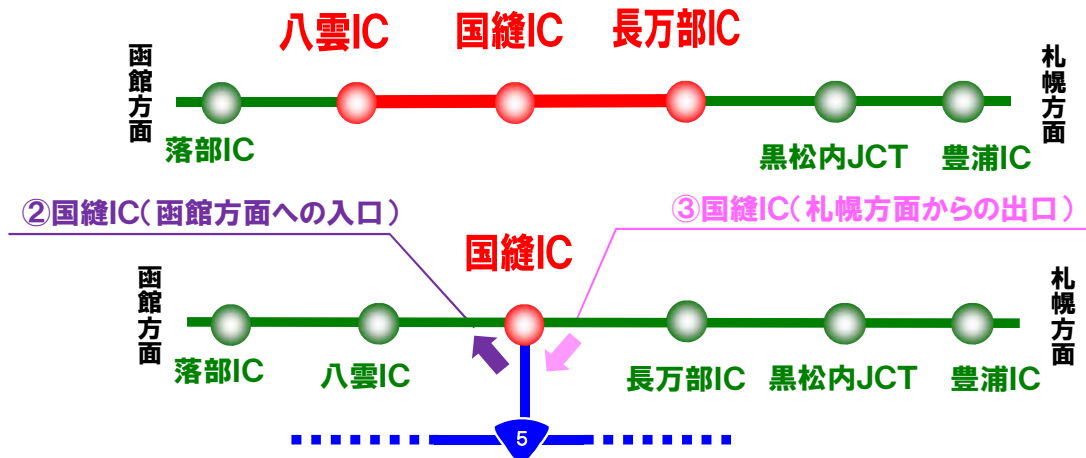 八雲IC
国縫IC
長万部IC
函館方面
札幌方面
落部IC
黒松内JCT
豊浦IC
②国縫IC(函館方面への入口)
③国縫IC(札幌方面からの出口)
国縫IC
函館方面
札幌方面
落部IC
八雲IC
長万部IC
黒松内JCT
豊浦IC
5